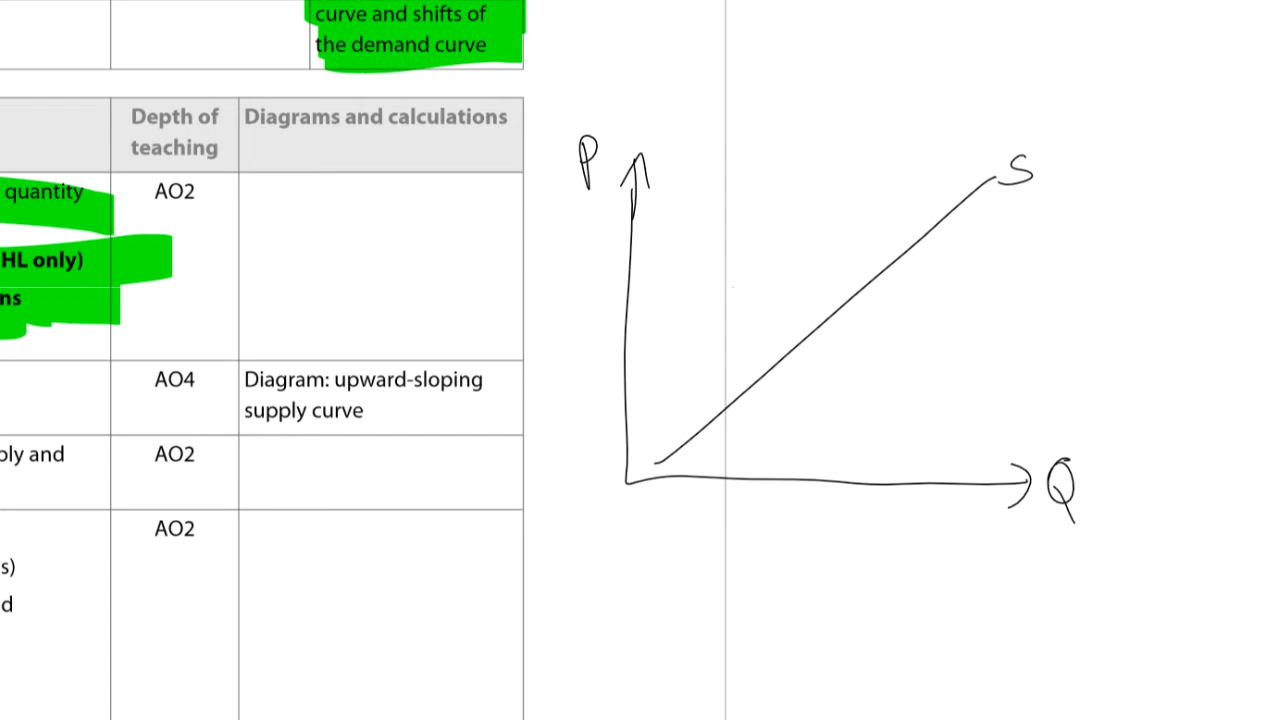 curve and shifts of
the demand curve
Depth of
teaching
Diagrams and calculations
quantity
AO2
HL only)
ns
AO4
Diagram: upward-sloping
supply curve
ply and
AO2
AO2
s)
d
P
S
Q